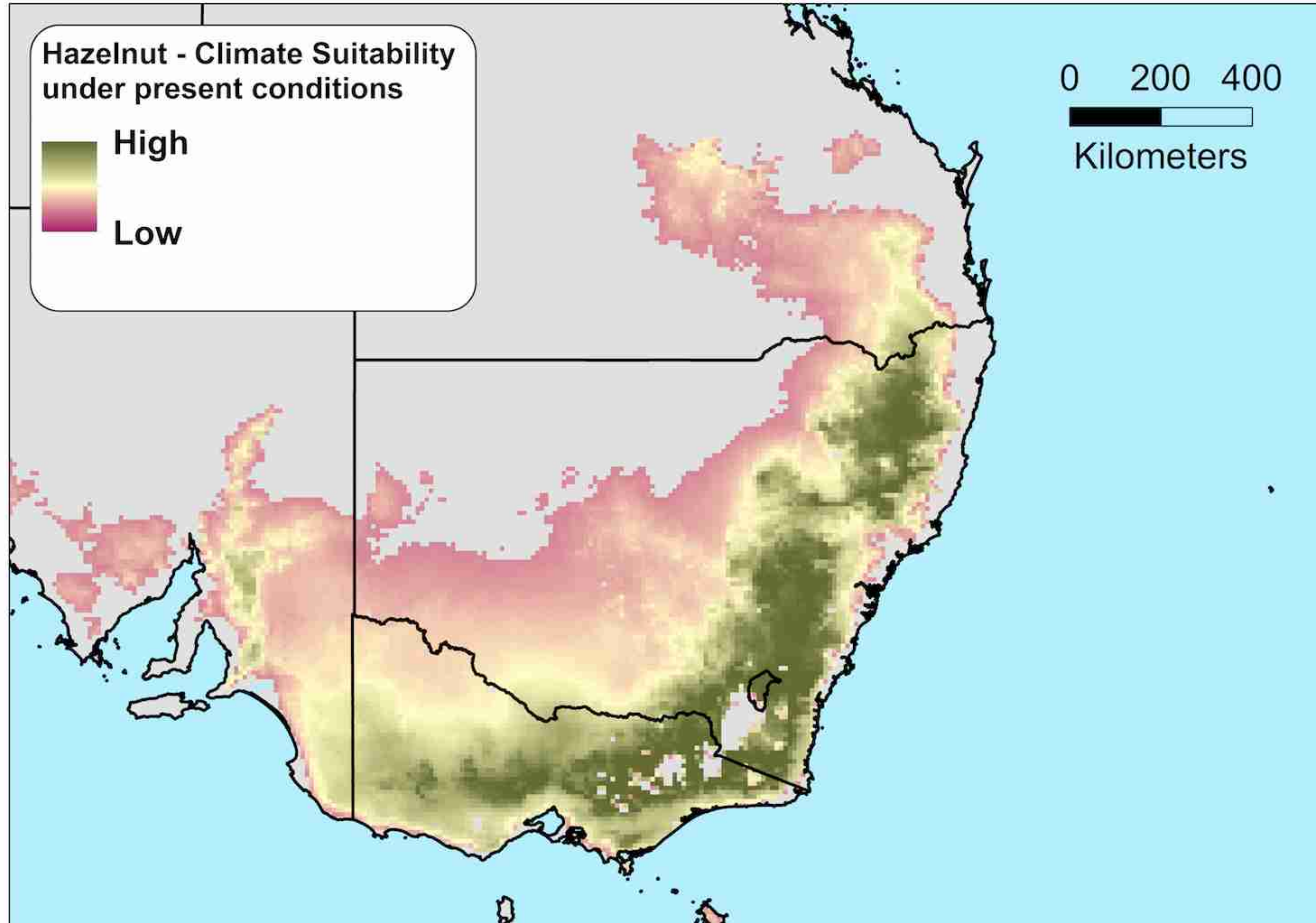 Hazelnut - Climate Suitability
under present conditions
High
Low
0 200 400
Kilometers